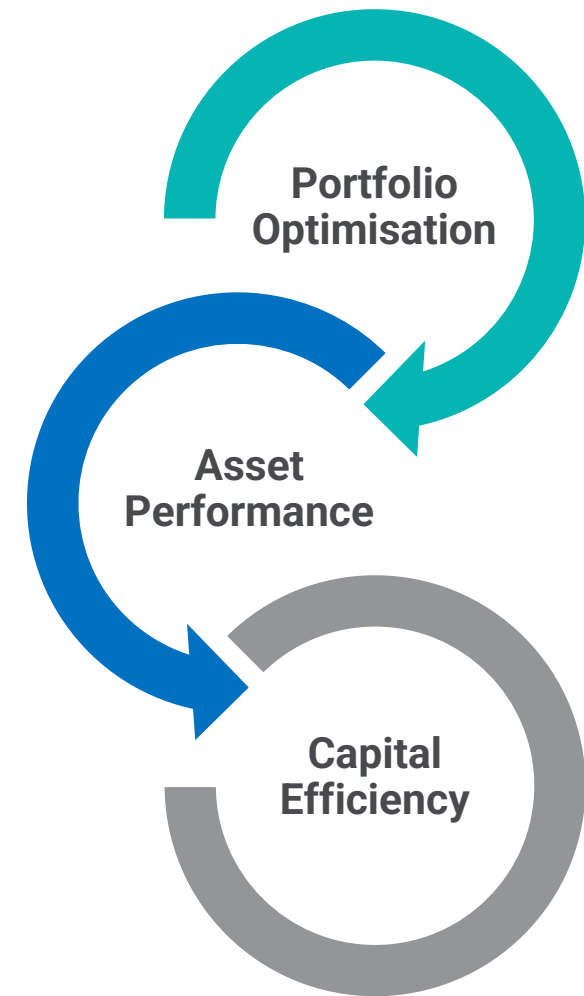 Portfolio
Optimisation
Asset
Performance
Capital
Efficiency